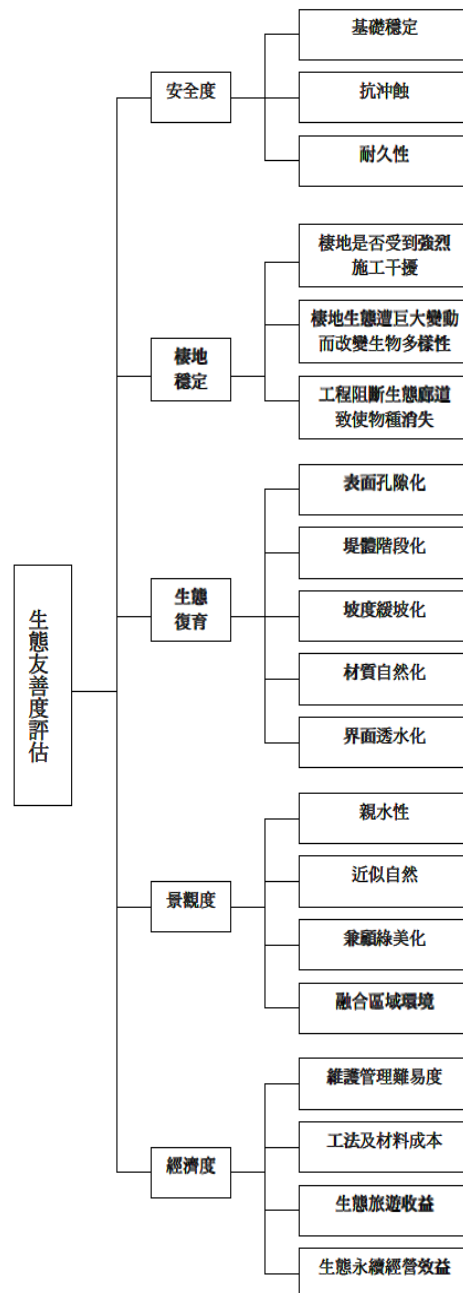 生態友善度評估
安全度
基礎穩定
抗沖蝕
耐久性
棲地
穩定
棲地是否受到強烈
施工干擾
棲地生態遭巨大變動
而改變生物多樣性
工程阻斷生態廊道
致使物種消失
生態
復育
表面孔隙化
堤體階段化
坡度緩坡化
材質自然化
界面透水化
景觀度
親水性
近似自然
兼顧綠美化
融合區域環境
經濟度
維護管理難易度
工法及材料成本
生態旅遊收益
生態永續經營效益